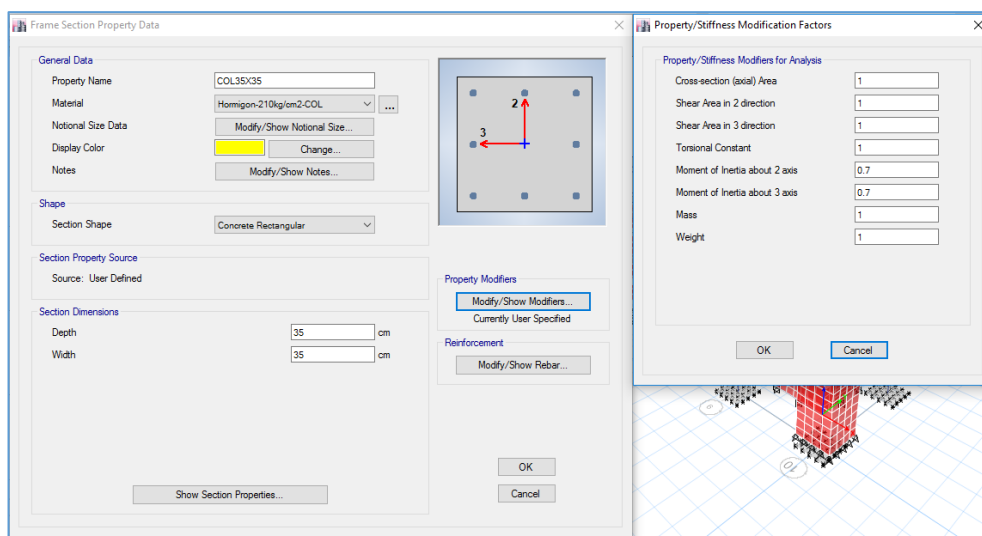 Frame Section Property Data
General Data
Property Name COL35X35
Material Hormigon-210kg/cm2-COL ...
Notional Size Data Modify/Show Notional Size...
Display Color Change...
Notes Modify/Show Notes...
Shape
Section Shape Concrete Rectangular
Section Property Source
Source: User Defined
Section Dimensions
Depth 35 cm
Width 35 cm
Show Section Properties...
2
3
Property Modifiers
Modify/Show Modifiers...
Currently User Specified
Reinforcement
Modify/Show Rebar...
OK
Cancel
Property/Stiffness Modification Factors
Property/Stiffness Modifiers for Analysis
Cross-section (axial) Area 1
Shear Area in 2 direction 1
Shear Area in 3 direction 1
Torsional Constant 1
Moment of Inertia about 2 axis 0.7
Moment of Inertia about 3 axis 0.7
Mass 1
Weight 1
OK Cancel
10